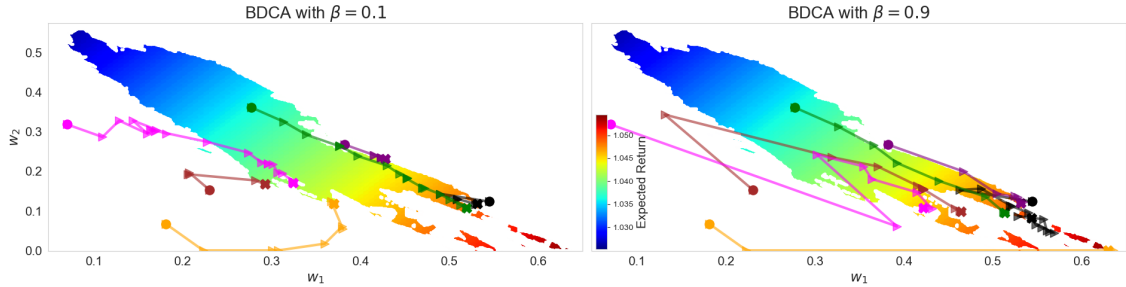 BDCA with β = 0.1
w₂
0.5
0.4
0.3
0.2
0.1
0.0
0.1 0.2 0.3 0.4 0.5 0.6
w₁
BDCA with β = 0.9
1.050
1.045
1.040
1.035
1.030
Expected Return
0.1 0.2 0.3 0.4 0.5 0.6
w₁